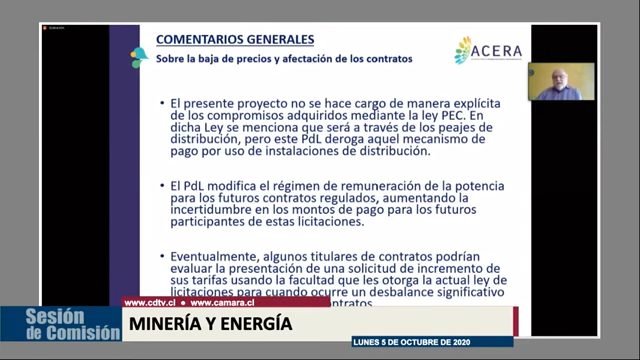 COMENTARIOS GENERALES
Sobre la baja de precios y afectación de los contratos
ACERA
• El presente proyecto no se hace cargo de manera explícita
de los compromisos adquiridos mediante la ley PEC. En
dicha Ley se menciona que será a través de los peajes de
distribución, pero este PdL deroga aquel mecanismo de
pago por uso de instalaciones de distribución.
• El PdL modifica el régimen de remuneración de la potencia
para los futuros contratos regulados, aumentando la
incertidumbre en los montos de pago para los futuros
participantes de estas licitaciones.
• Eventualmente, algunos titulares de contratos podrían
evaluar la presentación de una solicitud de incremento de
sus tarifas usando la facultad que les otorga la actual ley de
licitaciones para cuando ocurre un desbalance significativo
contratos.
www.cdtv.cl • www.camara.cl
Sesión
de Comisión
MINERÍA Y ENERGÍA
LUNES 5 DE OCTUBRE DE 2020